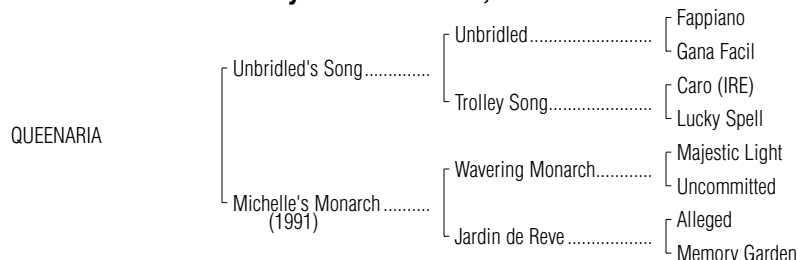 Fappiano
Unbridled..............................
Gana Facil
Unbridled's Song..............
Caro (IRE)
Trolley Song.........................
Lucky Spell
QUEENARIA
Majestic Light
Wavering Monarch............
Uncommitted
Michelle's Monarch..........
(1991)
Alleged
Jardin de Reve....................
Memory Garden